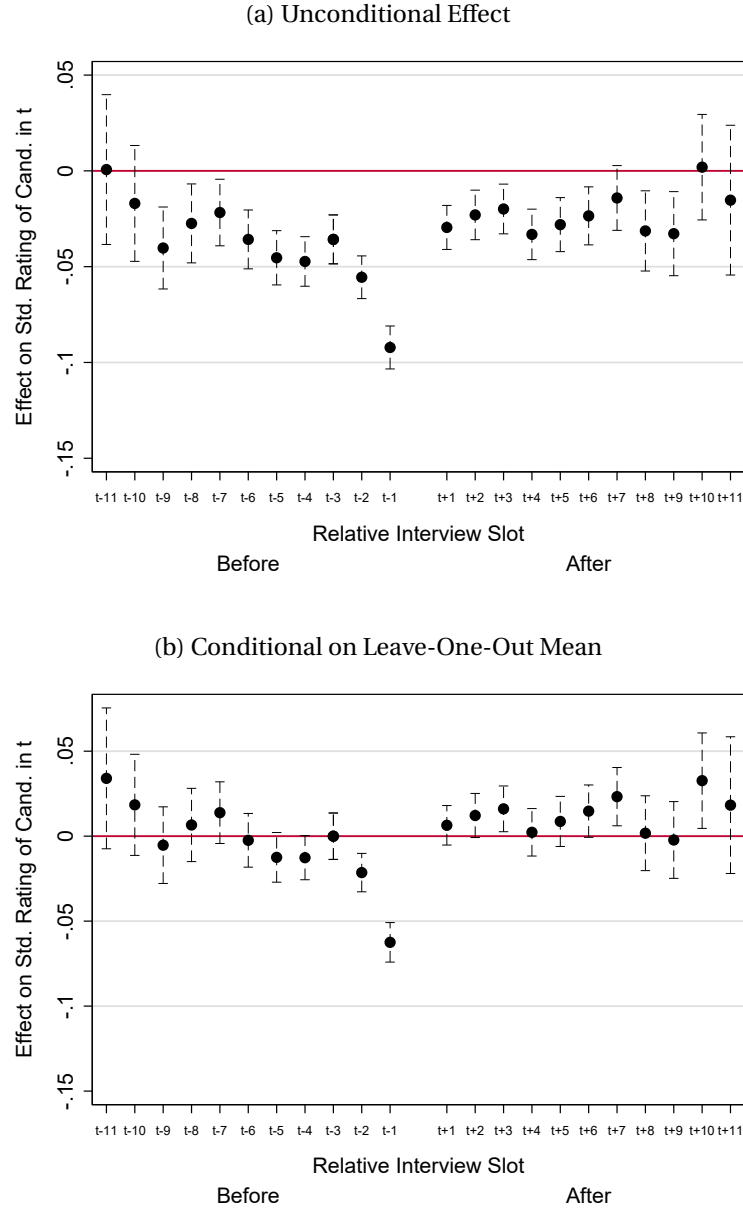 (a) Unconditional Effect
Effect on Std. Rating of Cand. in t
.05
0
-.05
-.1
-.15
t-11 t-10 t-9 t-8 t-7 t-6 t-5 t-4 t-3 t-2 t-1 t+1 t+2 t+3 t+4 t+5 t+6 t+7 t+8 t+9 t+10 t+11
Relative Interview Slot
Before After
(b) Conditional on Leave-One-Out Mean
Effect on Std. Rating of Cand. in t
.05
0
-.05
-.1
-.15
t-11 t-10 t-9 t-8 t-7 t-6 t-5 t-4 t-3 t-2 t-1 t+1 t+2 t+3 t+4 t+5 t+6 t+7 t+8 t+9 t+10 t+11
Relative Interview Slot
Before After